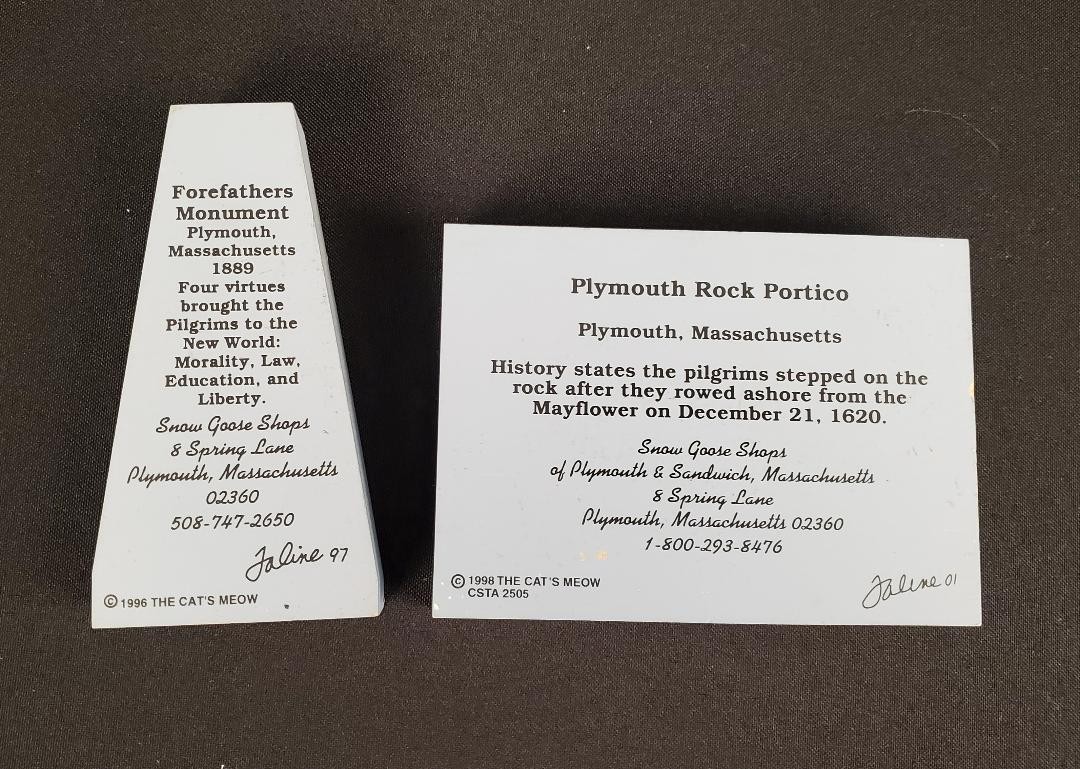 Forefathers
Monument
Plymouth,
Massachusetts
1889
Four virtues
brought the
Pilgrims to the
New World:
Morality, Law,
Education, and
Liberty.
Snow Goose Shops
8 Spring Lane
Plymouth, Massachusetts
02360
508-747-2650
Faline 97
© 1996 THE CAT'S MEOW
Plymouth Rock Portico
Plymouth, Massachusetts
History states the pilgrims stepped on the
rock after they rowed ashore from the
Mayflower on December 21, 1620.
Snow Goose Shops
of Plymouth & Sandwich, Massachusetts
8 Spring Lane
Plymouth, Massachusetts 02360
1-800-293-8476
© 1998 THE CAT'S MEOW
CSTA 2505
Faline 01